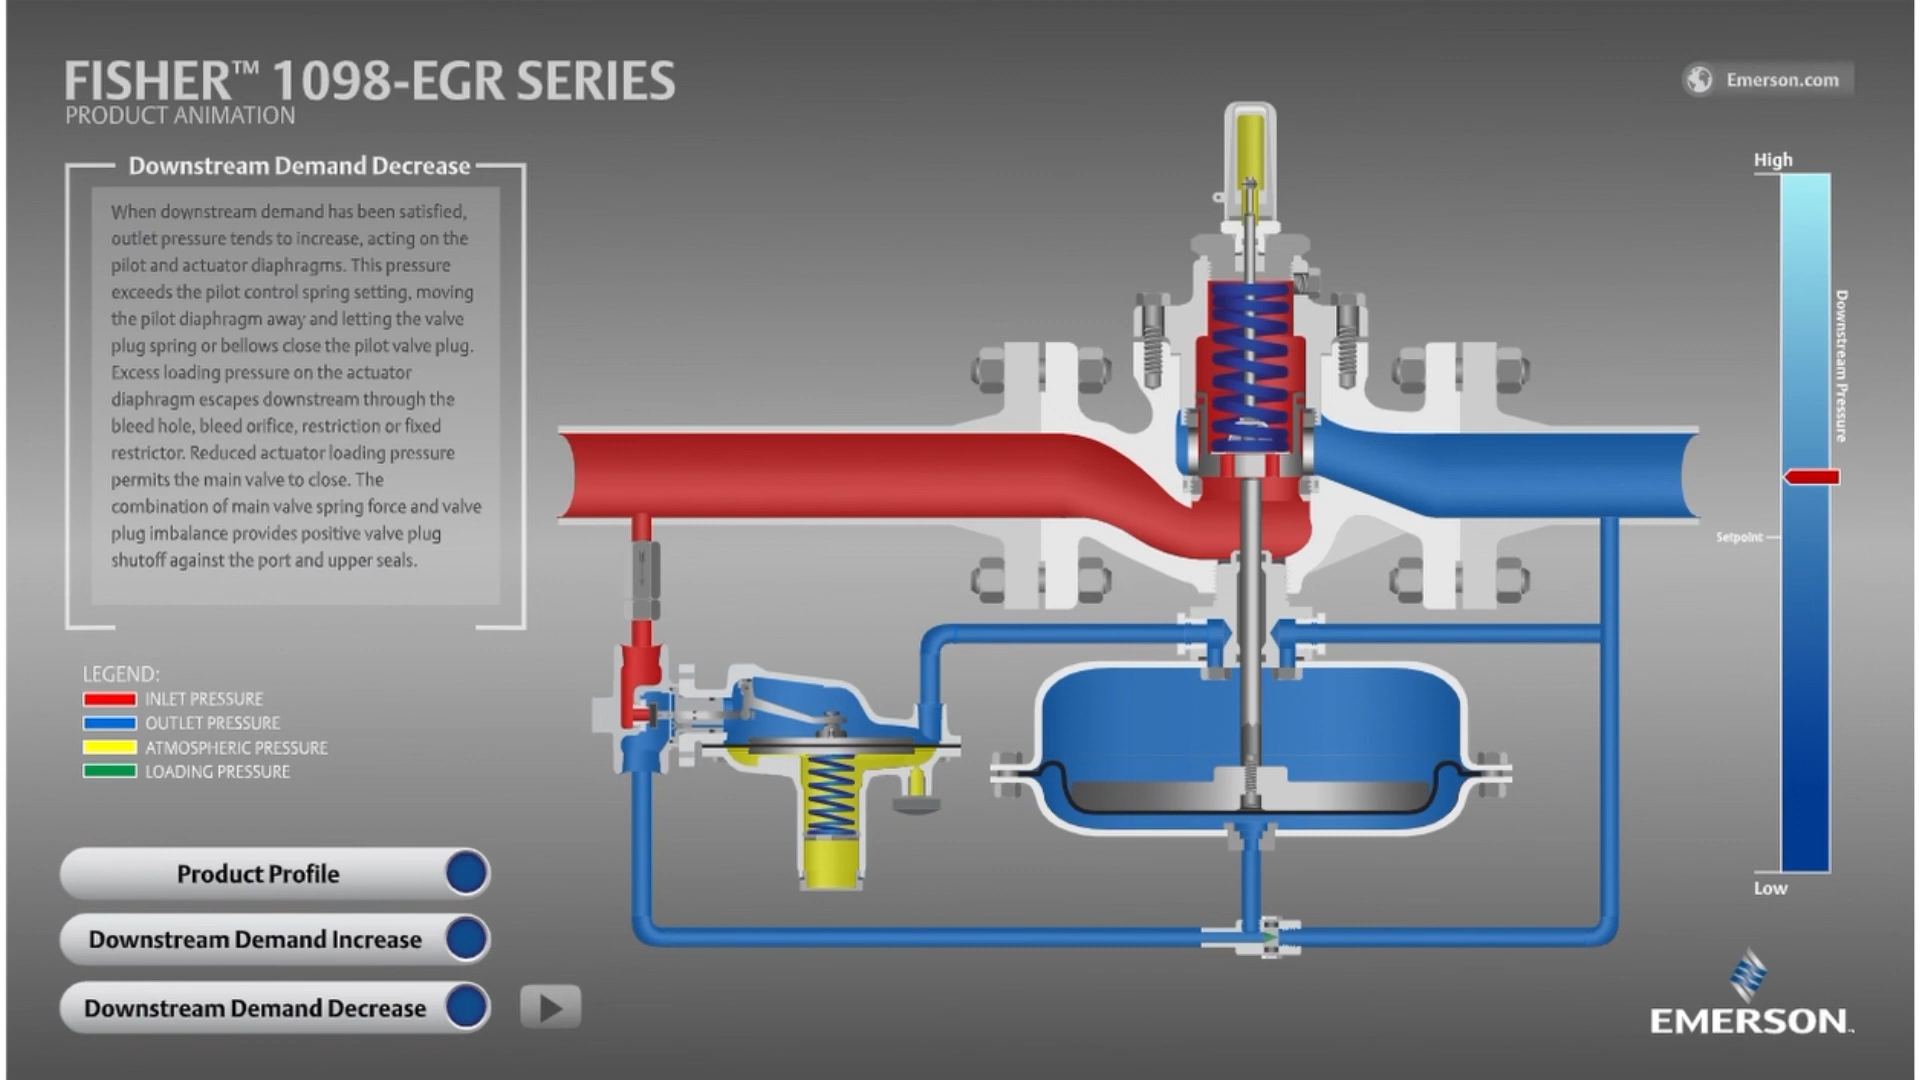 FISHER™ 1098-EGR SERIES
PRODUCT ANIMATION
Emerson.com
Downstream Demand Decrease
When downstream demand has been satisfied,
outlet pressure tends to increase, acting on the
pilot and actuator diaphragms. This pressure
exceeds the pilot control spring setting, moving
the pilot diaphragm away and letting the valve
plug spring or bellows close the pilot valve plug.
Excess loading pressure on the actuator
diaphragm escapes downstream through the
bleed hole, bleed orifice, restriction or fixed
restrictor. Reduced actuator loading pressure
permits the main valve to close. The
combination of main valve spring force and valve
plug imbalance provides positive valve plug
shutoff against the port and upper seals.
High
Downstream Pressure
Setpoint
Low
LEGEND:
INLET PRESSURE
OUTLET PRESSURE
ATMOSPHERIC PRESSURE
LOADING PRESSURE
Product Profile
Downstream Demand Increase
Downstream Demand Decrease
EMERSON